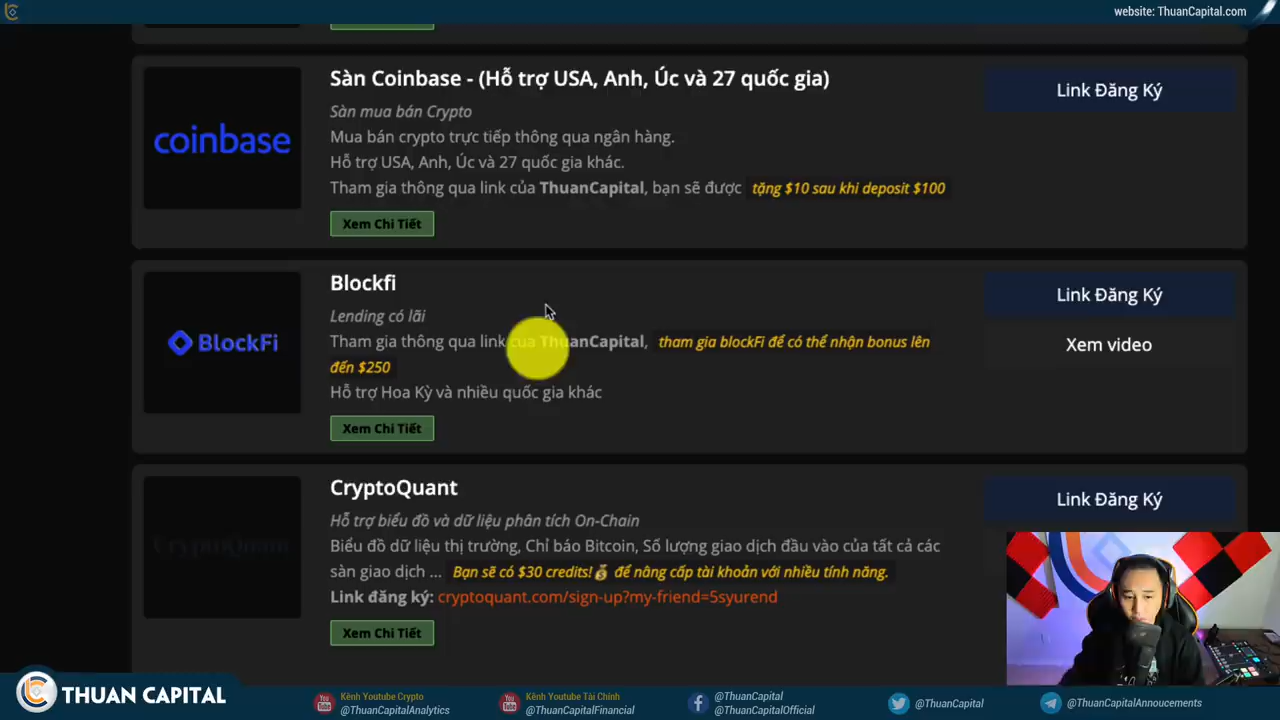 website: ThuanCapital.com
Sàn Coinbase - (Hỗ trợ USA, Anh, Úc và 27 quốc gia)
Link Đăng Ký
Sàn mua bán Crypto
coinbase
Mua bán crypto trực tiếp thông qua ngân hàng.
Hỗ trợ USA, Anh, Úc và 27 quốc gia khác.
Tham gia thông qua link của ThuanCapital, bạn sẽ được tặng $10 sau khi deposit $100
Xem Chi Tiết
Blockfi
Link Đăng Ký
Lending có lãi
BlockFi
Tham gia thông qua link của ThuanCapital, tham gia blockFi để có thể nhận bonus lên
đến $250
Xem video
Hỗ trợ Hoa Kỳ và nhiều quốc gia khác
Xem Chi Tiết
CryptoQuant
Link Đăng Ký
Hỗ trợ biểu đồ và dữ liệu phân tích On-Chain
CryptoQuant
Biểu đồ dữ liệu thị trường, Chỉ báo Bitcoin, Số lượng giao dịch đầu vào của tất cả các
sàn giao dịch ... Bạn sẽ có $30 credits!💰 để nâng cấp tài khoản với nhiều tính năng.
Link đăng ký: cryptoquant.com/sign-up?my-friend=5syurend
Xem Chi Tiết
THUAN CAPITAL
Kênh Youtube Crypto
@ThuanCapitalAnalytics
Kênh Youtube Tài Chính
@ThuanCapitalFinancial
@ThuanCapital
@ThuanCapitalOfficial
@ThuanCapital
@ThuanCapitalAnnoucements